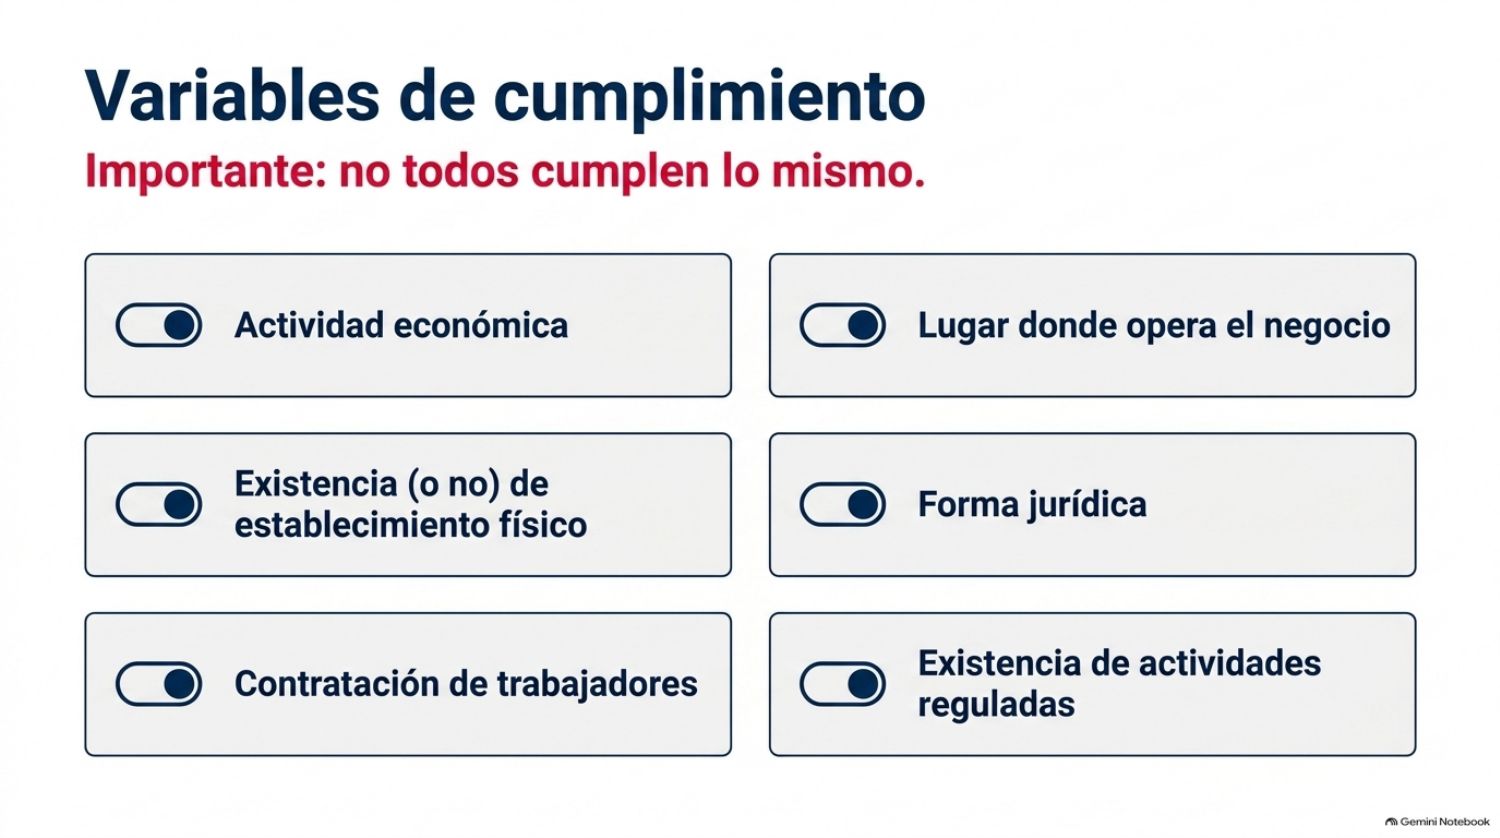 Variables de cumplimiento
Importante: no todos cumplen lo mismo.
Actividad económica
Lugar donde opera el negocio
Existencia (o no) de
establecimiento físico
Forma jurídica
Contratación de trabajadores
Existencia de actividades
reguladas
Gemini Notebook